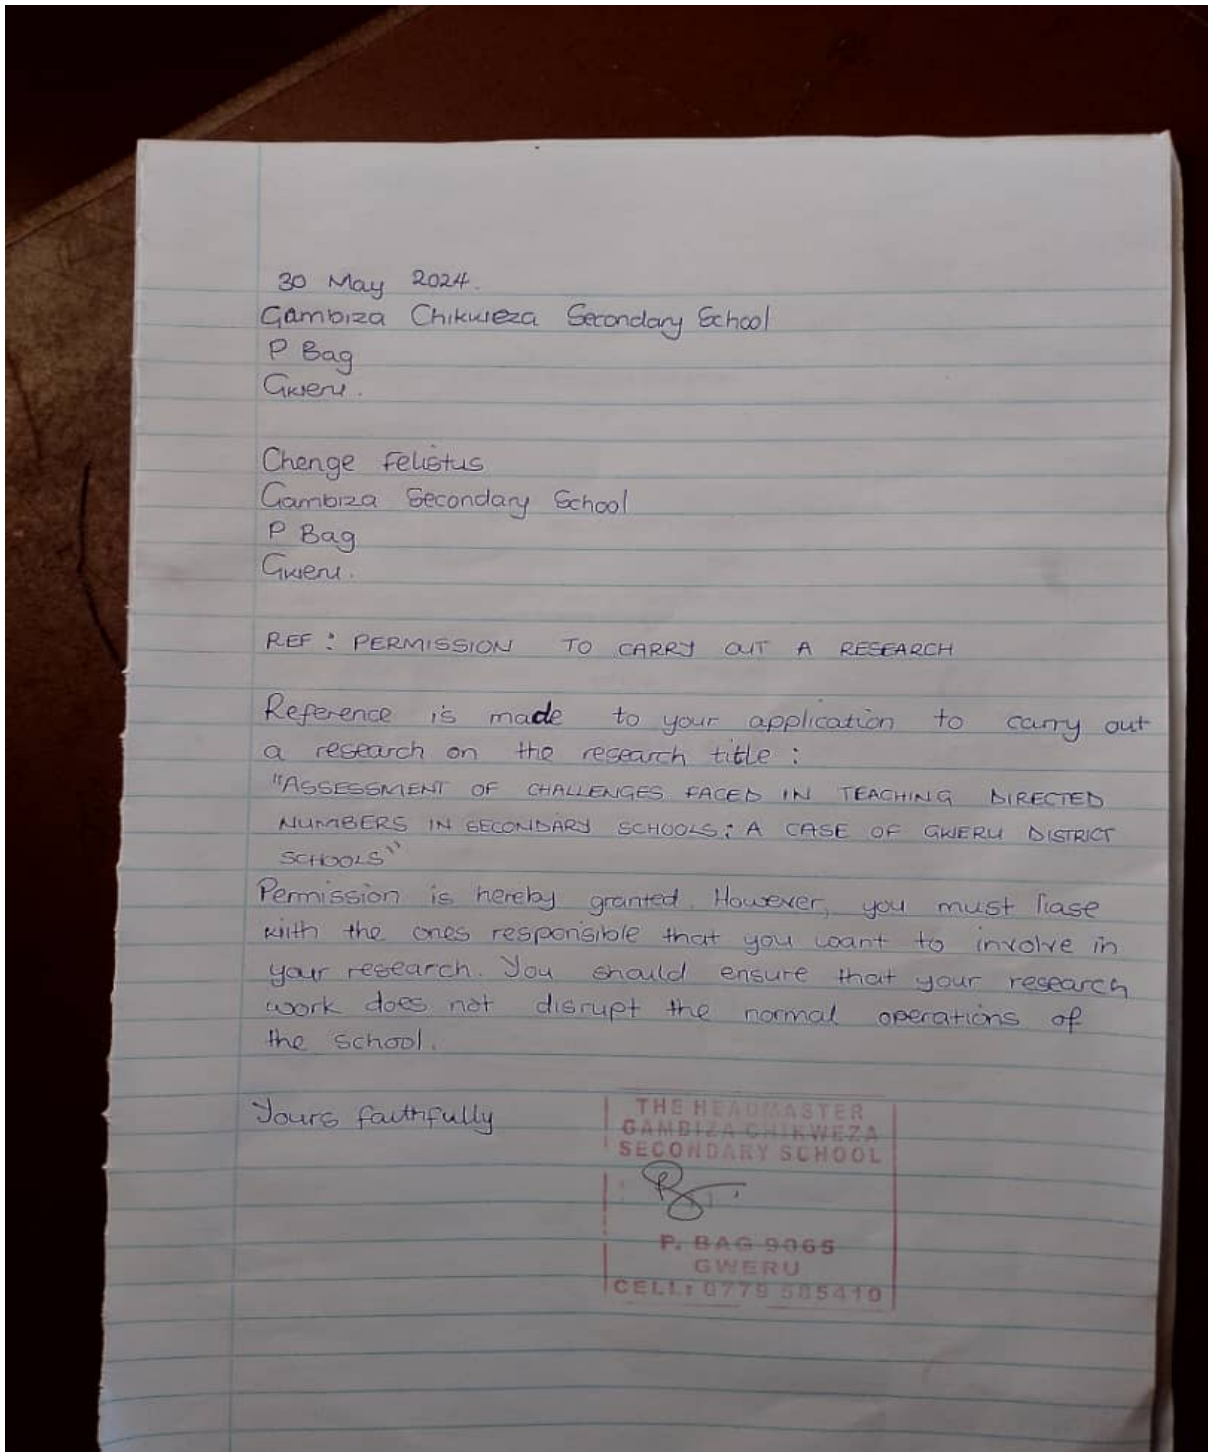 30 May 2024.
Gambiza Chikweza Secondary School
P Bag
Gweru.
Chenge Felistus
Gambiza Secondary School
P Bag
Gweru.
REF : PERMISSION TO CARRY OUT A RESEARCH
Reference is made to your application to carry out
a research on the research title :
"ASSESSMENT OF CHALLENGES FACED IN TEACHING DIRECTED
NUMBERS IN SECONDARY SCHOOLS: A CASE OF GWERU DISTRICT
SCHOOLS"
Permission is hereby granted. However, you must liase
with the ones responsible that you want to involve in
your research. You should ensure that your research
work does not disrupt the normal operations of
the school.
Yours faithfully
THE HEADMASTER
GAMBIZA CHIKWEZA
SECONDARY SCHOOL
P. BAG 9065
GWERU
CELL: 0779 585410